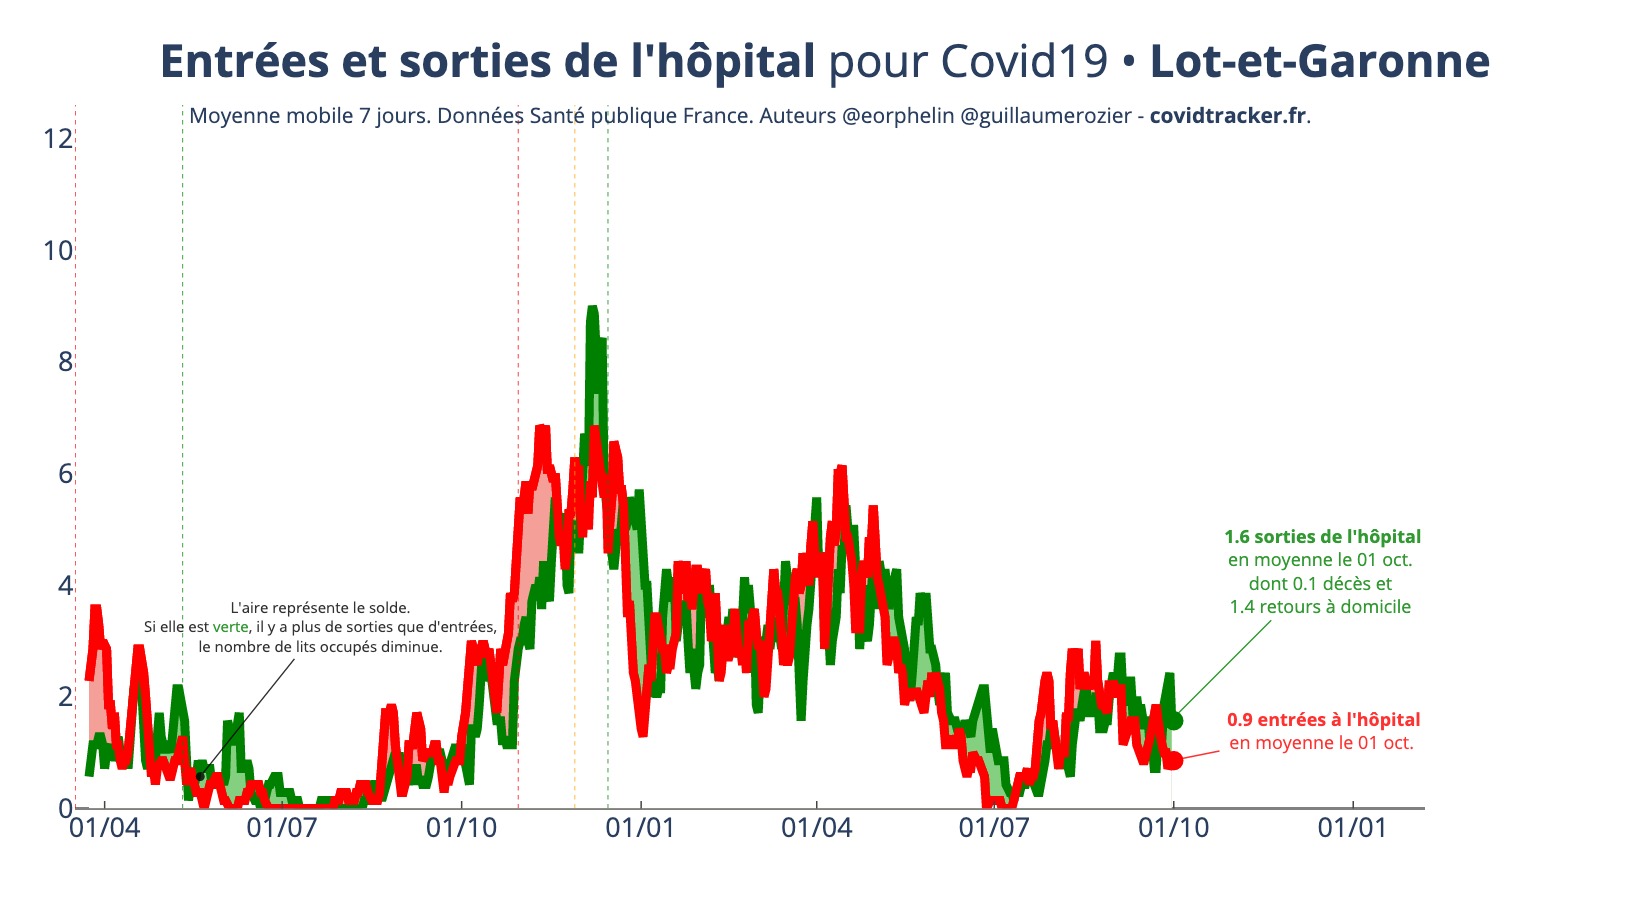 Entrées et sorties de l'hôpital pour Covid19 • Lot-et-Garonne
Moyenne mobile 7 jours. Données Santé publique France. Auteurs @eorphelin @guillaumerozier - covidtracker.fr.
12
10
8
6
4
2
0
L'aire représente le solde.
Si elle est verte, il y a plus de sorties que d'entrées,
le nombre de lits occupés diminue.
1.6 sorties de l'hôpital
en moyenne le 01 oct.
dont 0.1 décès et
1.4 retours à domicile
0.9 entrées à l'hôpital
en moyenne le 01 oct.
01/04 01/07 01/10 01/01 01/04 01/07 01/10 01/01